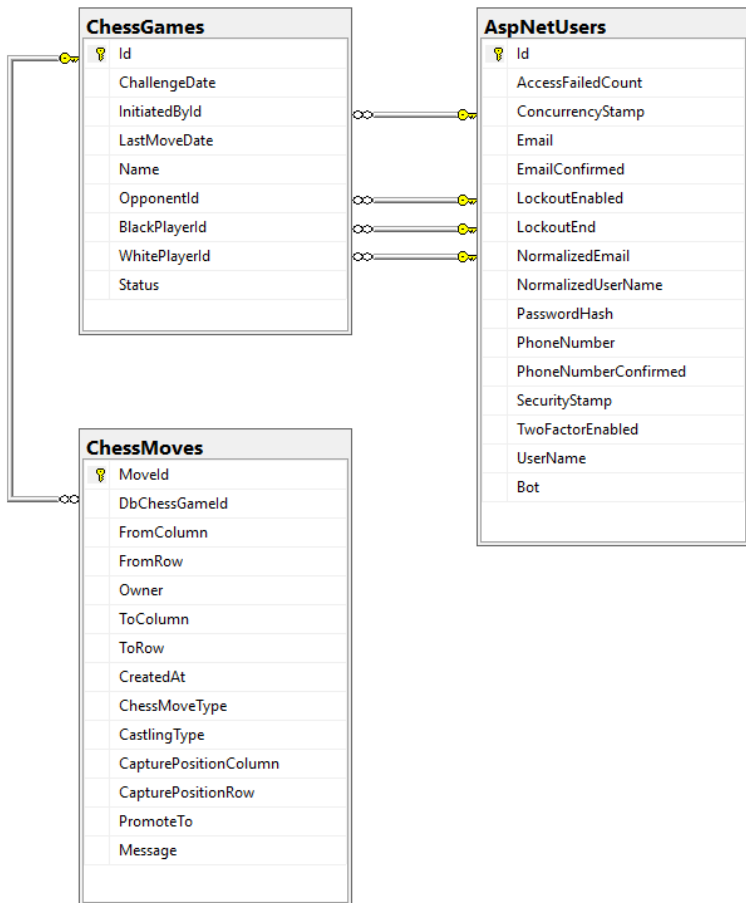 ChessGames
Id
ChallengeDate
InitiatedById
LastMoveDate
Name
OpponentId
BlackPlayerId
WhitePlayerId
Status
AspNetUsers
Id
AccessFailedCount
ConcurrencyStamp
Email
EmailConfirmed
LockoutEnabled
LockoutEnd
NormalizedEmail
NormalizedUserName
PasswordHash
PhoneNumber
PhoneNumberConfirmed
SecurityStamp
TwoFactorEnabled
UserName
Bot
ChessMoves
MoveId
DbChessGameId
FromColumn
FromRow
Owner
ToColumn
ToRow
CreatedAt
ChessMoveType
CastlingType
CapturePositionColumn
CapturePositionRow
PromoteTo
Message